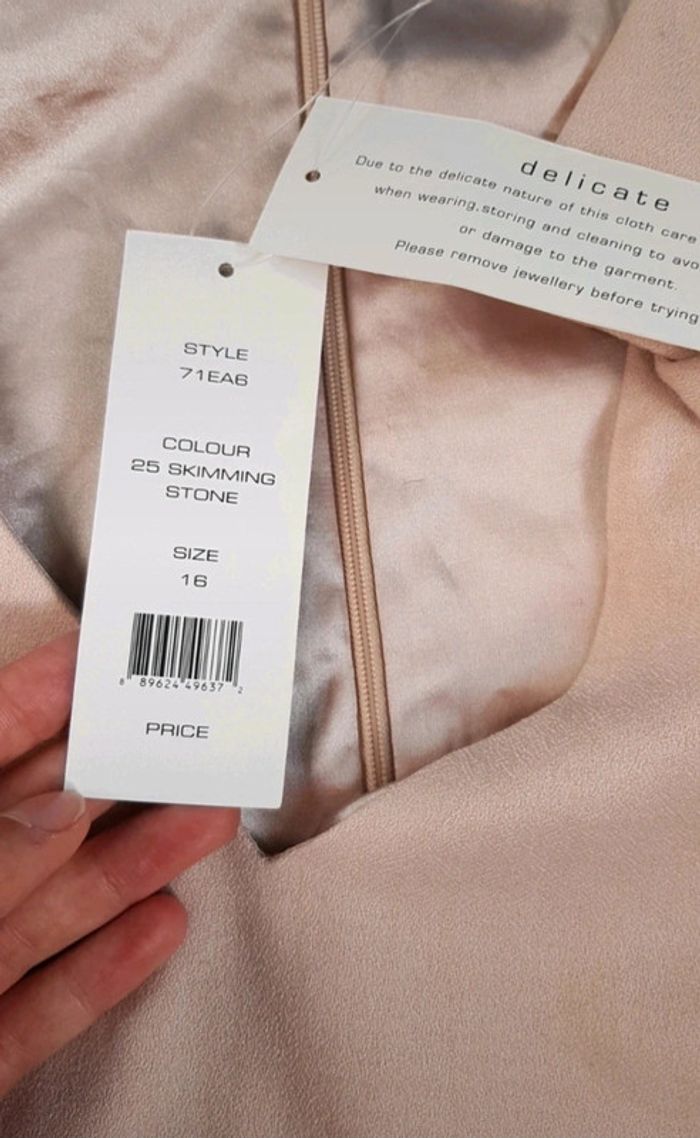 delicate
Due to the delicate nature of this cloth care
when wearing,storing and cleaning to avo
or damage to the garment.
Please remove jewellery before trying
STYLE
71EA6
COLOUR
25 SKIMMING
STONE
SIZE
16
8 89624 49637 2
PRICE